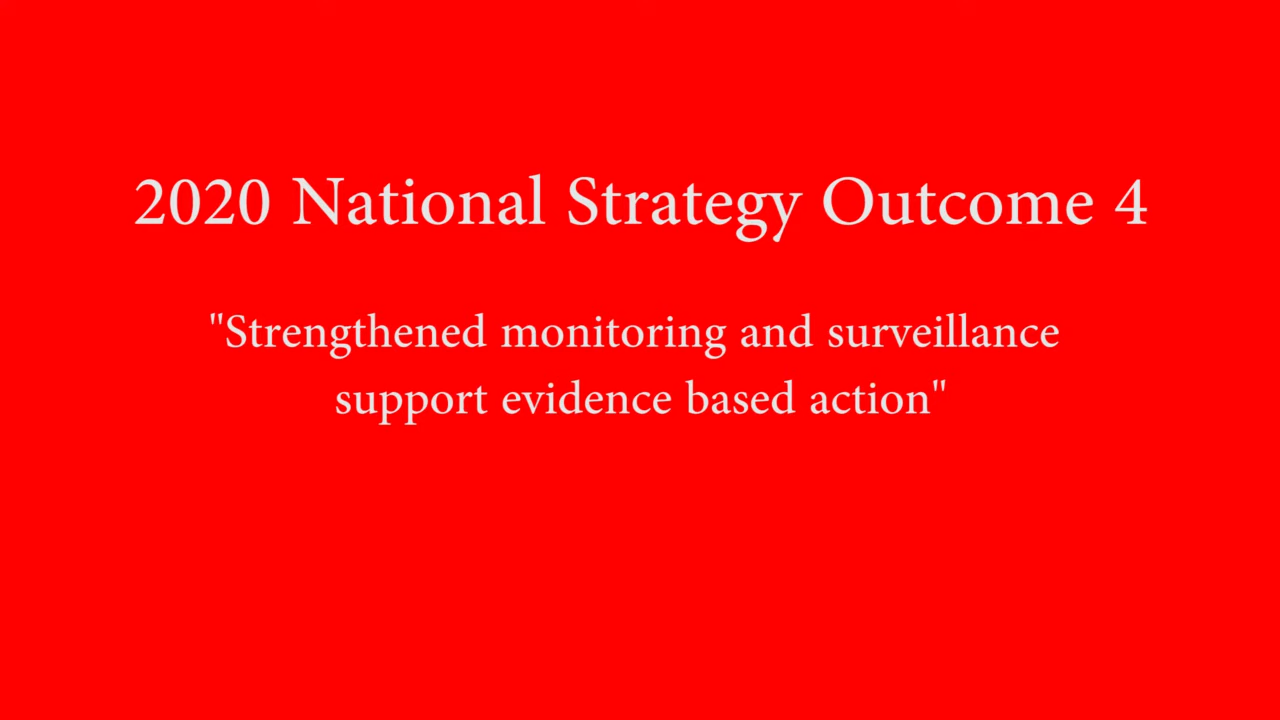 2020 National Strategy Outcome 4
"Strengthened monitoring and surveillance
support evidence based action"